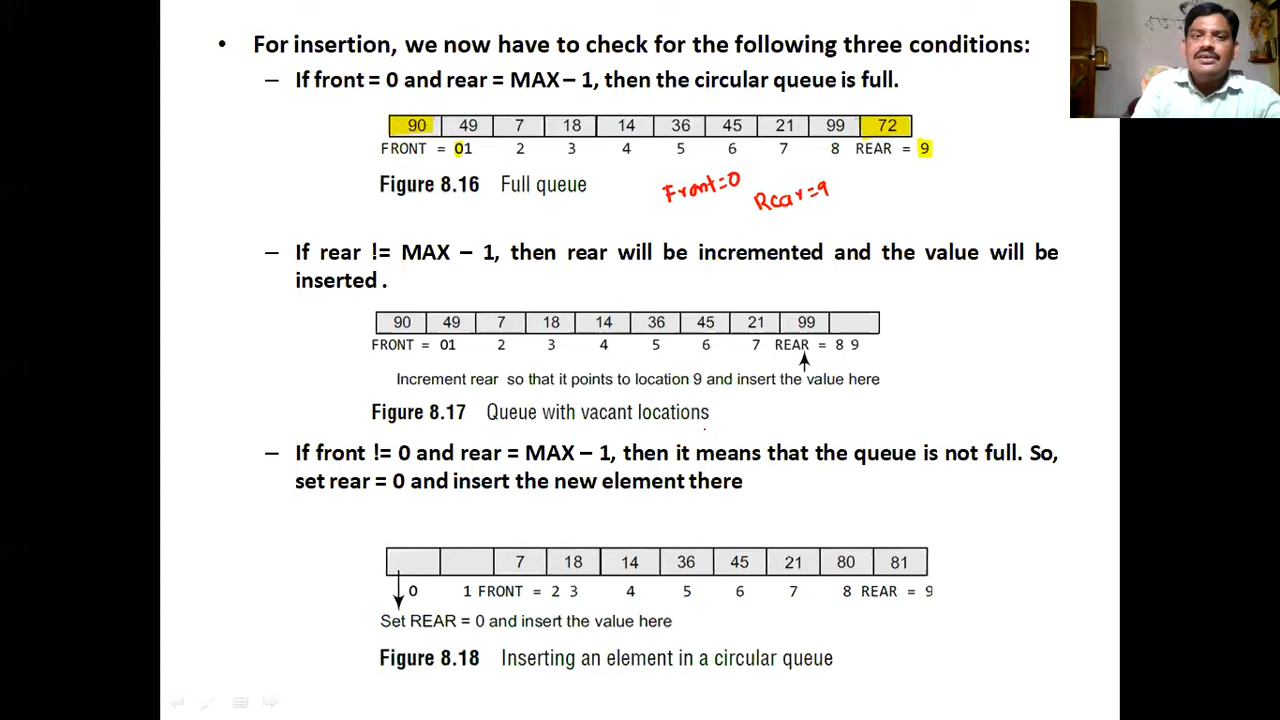 • For insertion, we now have to check for the following three conditions:
– If front = 0 and rear = MAX – 1, then the circular queue is full.
90 49 7 18 14 36 45 21 99 72
FRONT = 01 2 3 4 5 6 7 8 REAR = 9
Figure 8.16 Full queue
Front=0 Rear=9
– If rear != MAX – 1, then rear will be incremented and the value will be
inserted .
90 49 7 18 14 36 45 21 99
FRONT = 01 2 3 4 5 6 7 REAR = 8 9
Increment rear so that it points to location 9 and insert the value here
Figure 8.17 Queue with vacant locations
– If front != 0 and rear = MAX – 1, then it means that the queue is not full. So,
set rear = 0 and insert the new element there
7 18 14 36 45 21 80 81
0 1 FRONT = 2 3 4 5 6 7 8 REAR = 9
Set REAR = 0 and insert the value here
Figure 8.18 Inserting an element in a circular queue